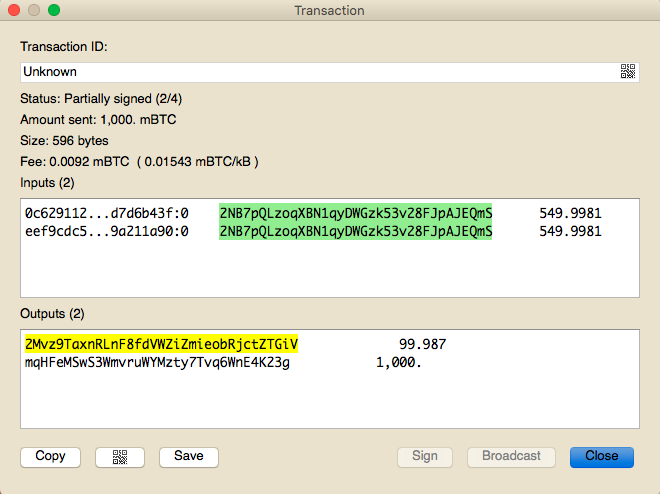 Transaction
Transaction ID:
Unknown
Status: Partially signed (2/4)
Amount sent: 1,000. mBTC
Size: 596 bytes
Fee: 0.0092 mBTC ( 0.01543 mBTC/kB )
Inputs (2)
0c629112...d7d6b43f:0 2NB7pQLzoqXBN1qyDWGzk53v28FJpAJEQmS 549.9981
eef9cdc5...9a211a90:0 2NB7pQLzoqXBN1qyDWGzk53v28FJpAJEQmS 549.9981
Outputs (2)
2Mvz9TaxnRLnF8fdVWZiZmieobRjctZTGiV 99.987
mqHFeMSwS3WmvruWYMzty7Tvq6WnE4KZ3g 1,000.
Copy Save Sign Broadcast Close